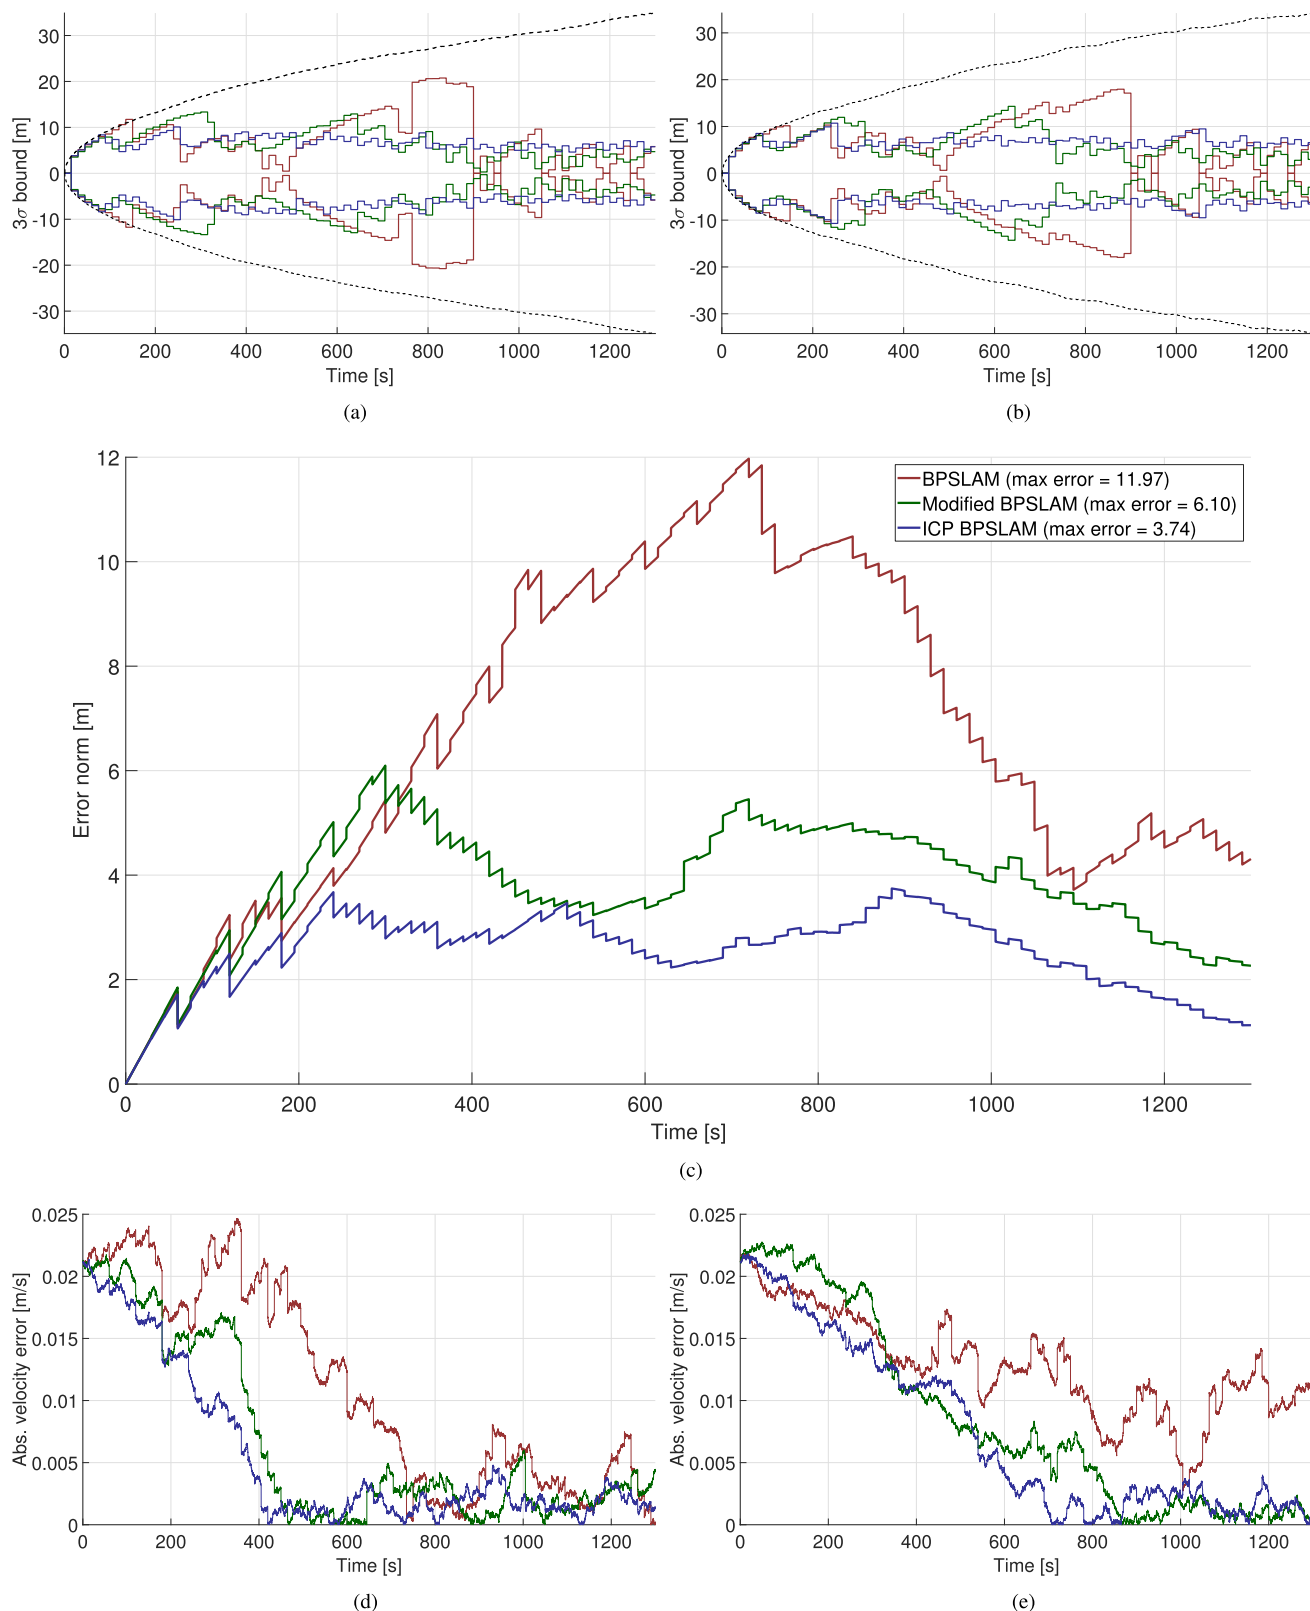 30
20
10
0
-10
-20
-30
3σ bound [m]
0 200 400 600 800 1000 1200
Time [s]
(a)
30
20
10
0
-10
-20
-30
3σ bound [m]
0 200 400 600 800 1000 1200
Time [s]
(b)
12
10
8
6
4
2
0
Error norm [m]
BPSLAM (max error = 11.97)
Modified BPSLAM (max error = 6.10)
ICP BPSLAM (max error = 3.74)
0 200 400 600 800 1000 1200
Time [s]
(c)
0.025
0.02
0.015
0.01
0.005
0
Abs. velocity error [m/s]
0 200 400 600 800 1000 1200
Time [s]
(d)
0.025
0.02
0.015
0.01
0.005
0
Abs. velocity error [m/s]
0 200 400 600 800 1000 1200
Time [s]
(e)